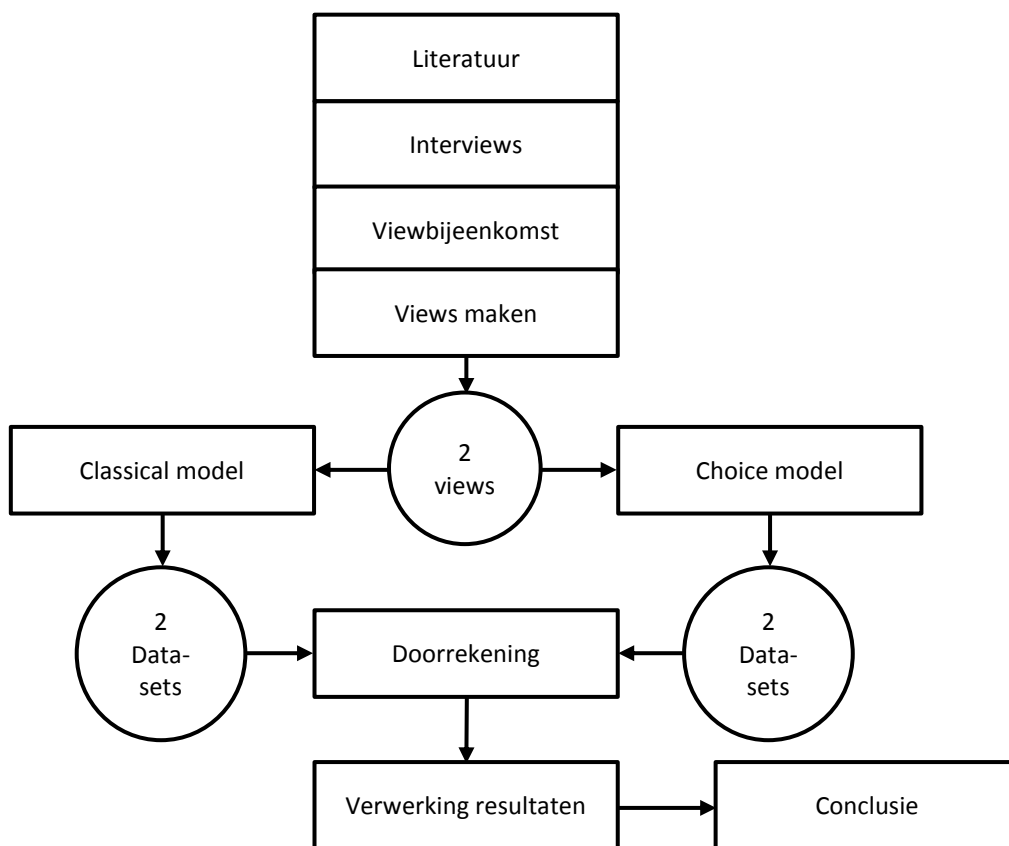 Literatuur
Interviews
Viewbijeenkomst
Views maken
2
views
Classical model
Choice model
2
Data-
sets
Doorrekening
2
Data-
sets
Verwerking resultaten
Conclusie